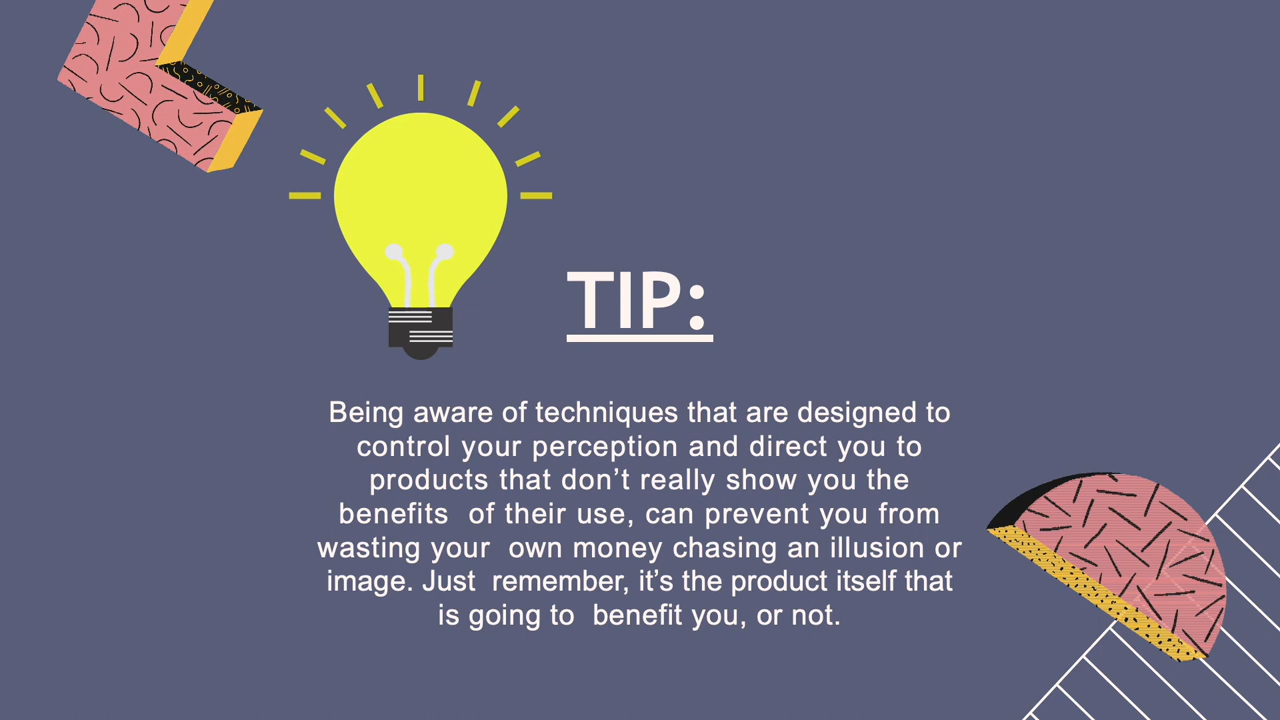 TIP:
Being aware of techniques that are designed to
control your perception and direct you to
products that don’t really show you the
benefits  of their use, can prevent you from
wasting your  own money chasing an illusion or
image. Just  remember, it’s the product itself that
is going to  benefit you, or not.